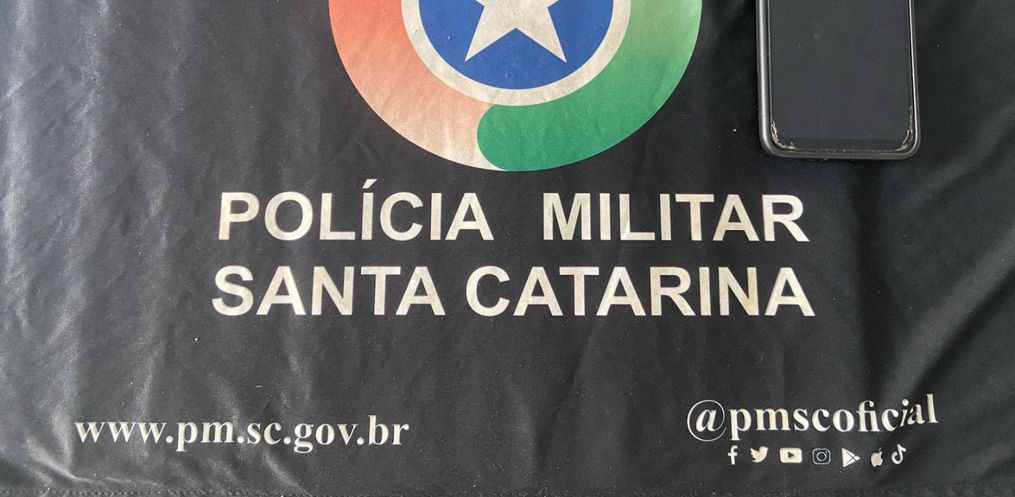 POLÍCIA MILITAR
SANTA CATARINA
www.pm.sc.gov.br
@pmscoficial